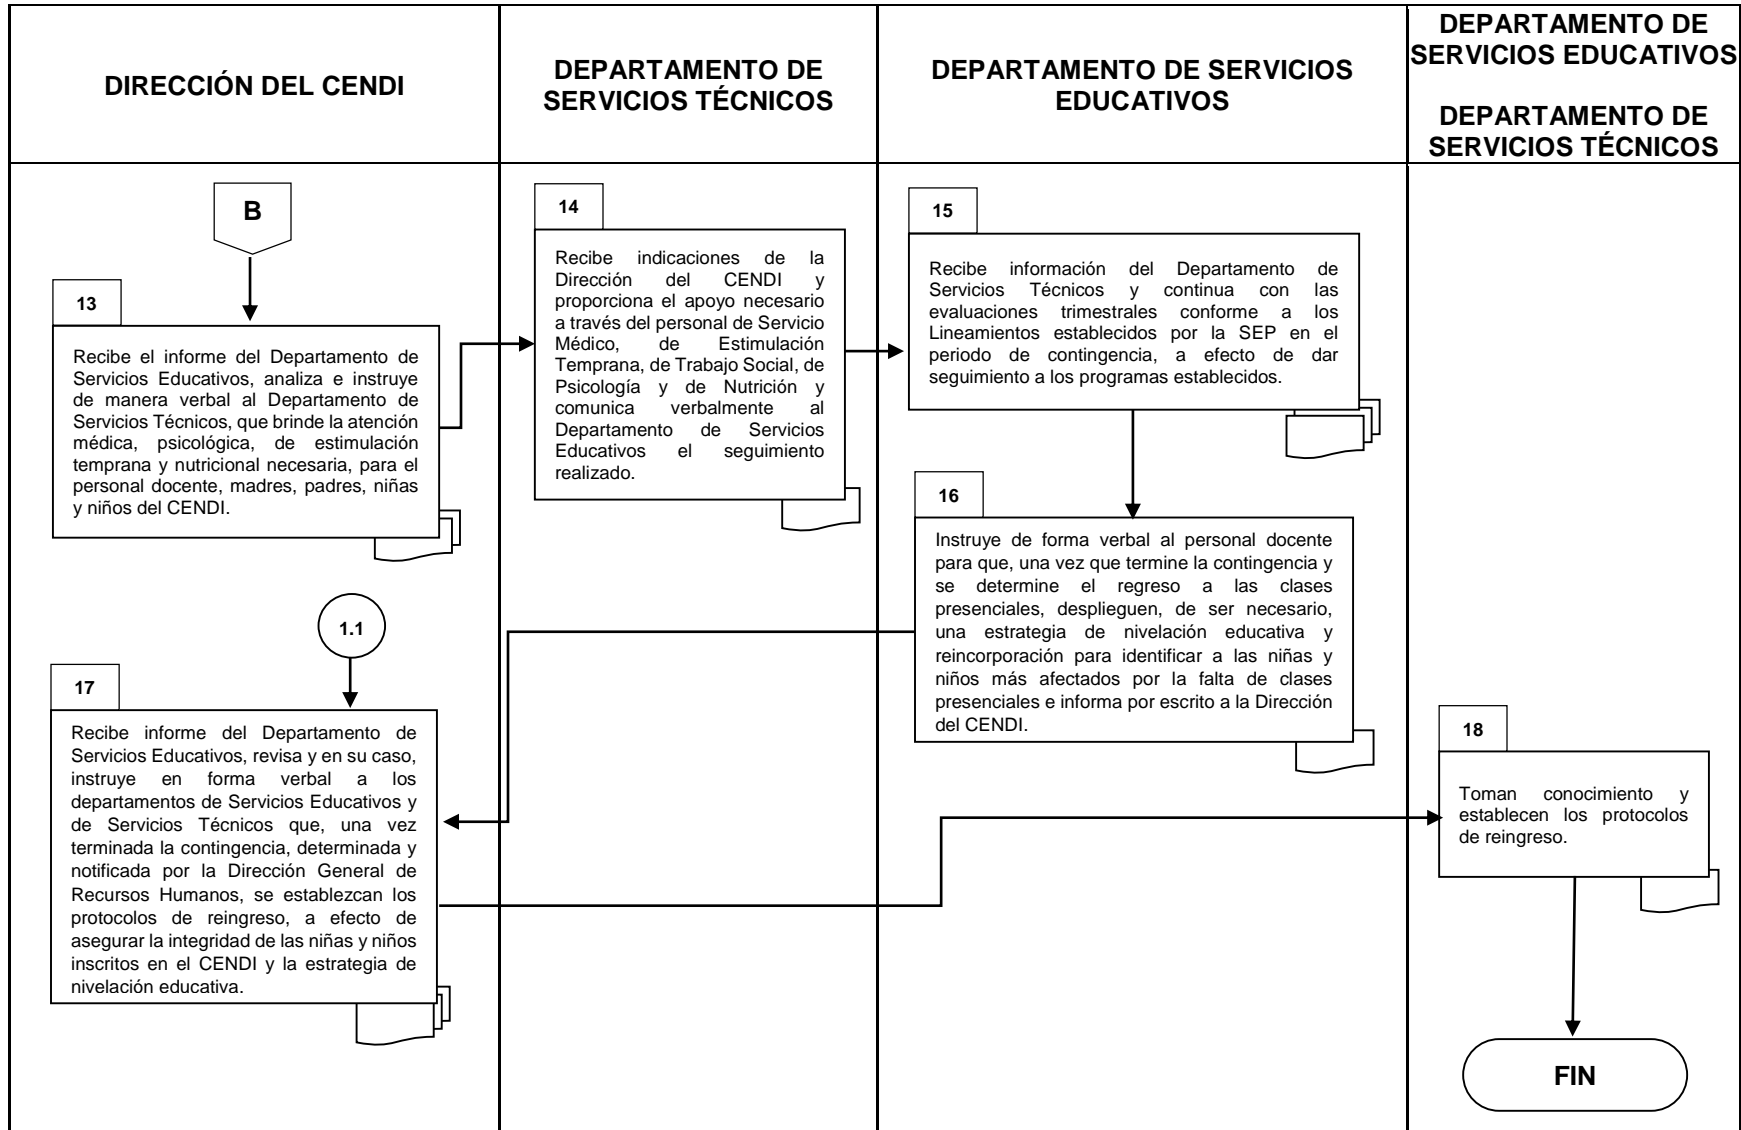 DIRECCIÓN DEL CENDI
DEPARTAMENTO DE
SERVICIOS TÉCNICOS
DEPARTAMENTO DE SERVICIOS
EDUCATIVOS
DEPARTAMENTO DE
SERVICIOS EDUCATIVOS
DEPARTAMENTO DE
SERVICIOS TÉCNICOS
B
13
Recibe el informe del Departamento de
Servicios Educativos, analiza e instruye
de manera verbal al Departamento de
Servicios Técnicos, que brinde la atención
médica, psicológica, de estimulación
temprana y nutricional necesaria, para el
personal docente, madres, padres, niñas
y niños del CENDI.
14
Recibe indicaciones de la
Dirección del CENDI y
proporciona el apoyo necesario
a través del personal de Servicio
Médico, de Estimulación
Temprana, de Trabajo Social, de
Psicología y de Nutrición y
comunica verbalmente al
Departamento de Servicios
Educativos el seguimiento
realizado.
15
Recibe información del Departamento de
Servicios Técnicos y continua con las
evaluaciones trimestrales conforme a los
Lineamientos establecidos por la SEP en el
periodo de contingencia, a efecto de dar
seguimiento a los programas establecidos.
16
Instruye de forma verbal al personal docente
para que, una vez que termine la contingencia y
se determine el regreso a las clases
presenciales, desplieguen, de ser necesario,
una estrategia de nivelación educativa y
reincorporación para identificar a las niñas y
niños más afectados por la falta de clases
presenciales e informa por escrito a la Dirección
del CENDI.
1.1
17
Recibe informe del Departamento de
Servicios Educativos, revisa y en su caso,
instruye en forma verbal a los
departamentos de Servicios Educativos y
de Servicios Técnicos que, una vez
terminada la contingencia, determinada y
notificada por la Dirección General de
Recursos Humanos, se establezcan los
protocolos de reingreso, a efecto de
asegurar la integridad de las niñas y niños
inscritos en el CENDI y la estrategia de
nivelación educativa.
18
Toman conocimiento y
establecen los protocolos
de reingreso.
FIN